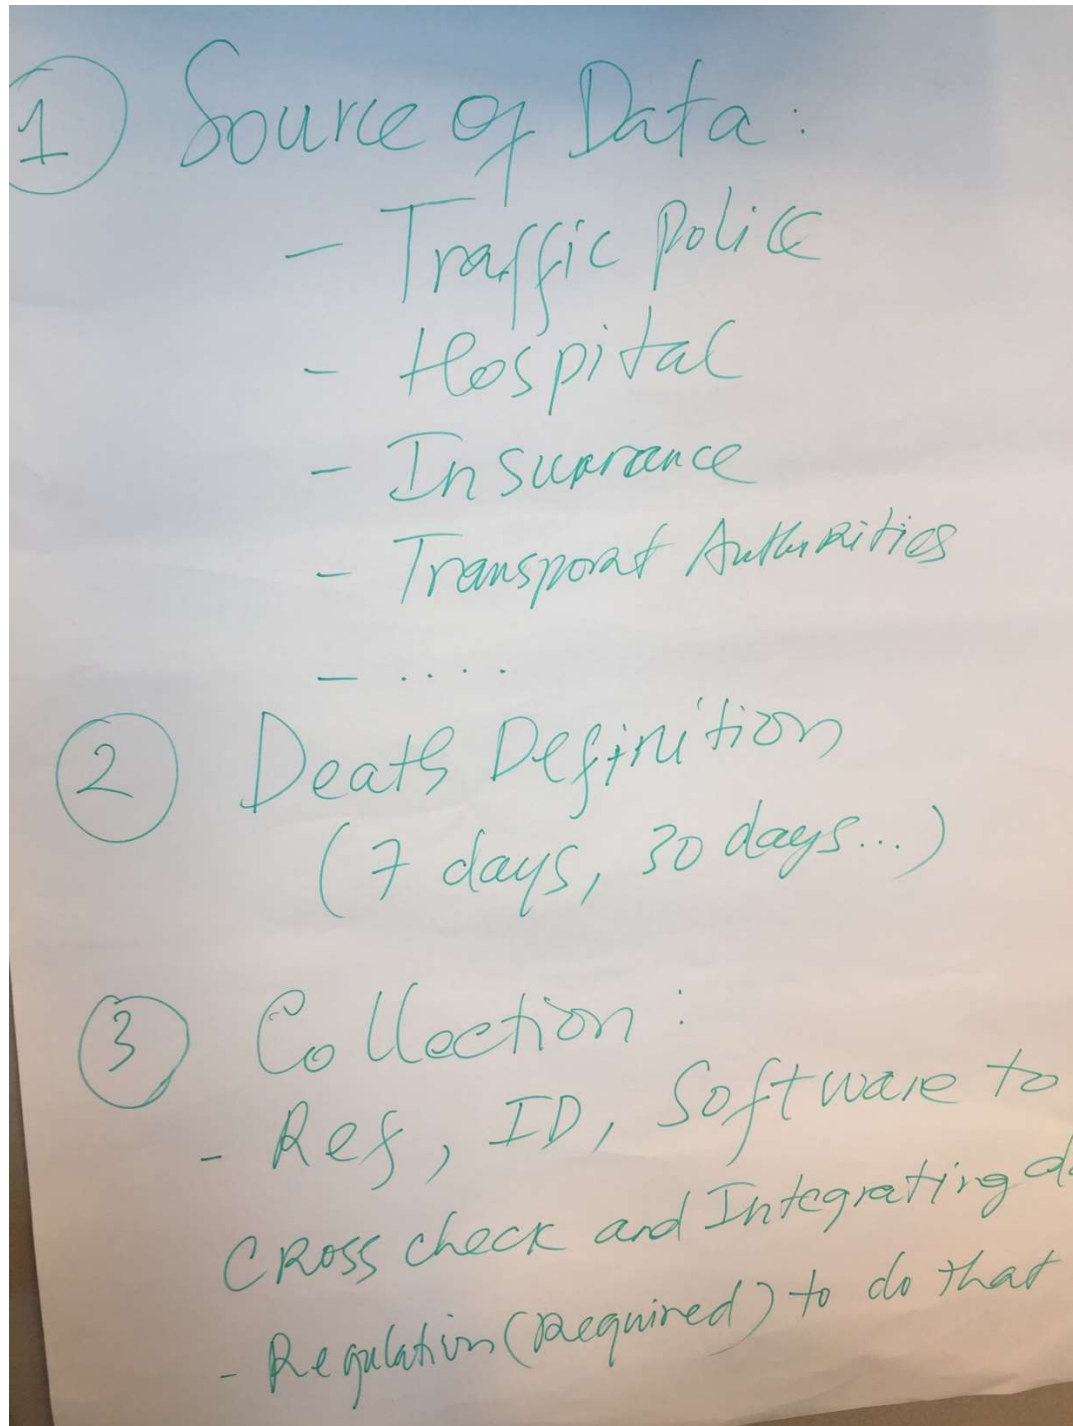 1 Source of Data:
- Traffic Police
- Hospital
- Insurrance
- Transport Authorities
- ....
2 Death Definition
(7 days, 30 days...)
3 Collection:
- Ref, ID, Software to
Cross check and Integrating
- Regulation (Required) to do that